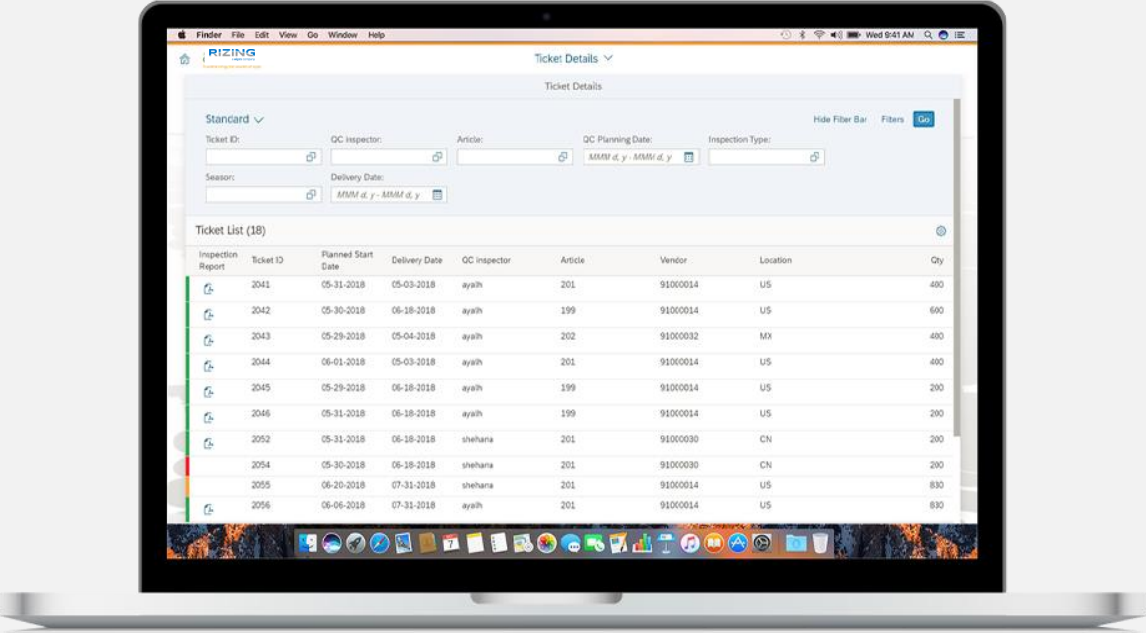 Finder File Edit View Go Window Help
Wed 9:41 AM
RIZING
Ticket Details
Ticket Details
Standard
Hide Filter Bar Filters Go
Ticket ID: QC inspector: Article: QC Planning Date: Inspection Type:
MMM d, y - MMM d, y
Season: Delivery Date:
MMM d, y - MMM d, y
Ticket List (18)
Inspection Report Ticket ID Planned Start Date Delivery Date QC inspector Article Vendor Location Qty
2041 05-31-2018 05-03-2018 ayalh 201 91000014 US 400
2042 05-30-2018 06-18-2018 ayalh 199 91000014 US 600
2043 05-29-2018 05-04-2018 ayalh 202 91000032 MX 400
2044 06-01-2018 05-03-2018 ayalh 201 91000014 US 400
2045 05-29-2018 06-18-2018 ayalh 199 91000014 US 200
2046 05-31-2018 06-18-2018 ayalh 199 91000014 US 200
2052 05-31-2018 06-18-2018 shehana 201 91000030 CN 200
2054 05-30-2018 06-18-2018 shehana 201 91000030 CN 200
2055 06-20-2018 07-31-2018 shehana 201 91000014 US 830
2056 06-06-2018 07-31-2018 ayalh 201 91000014 US 830
7